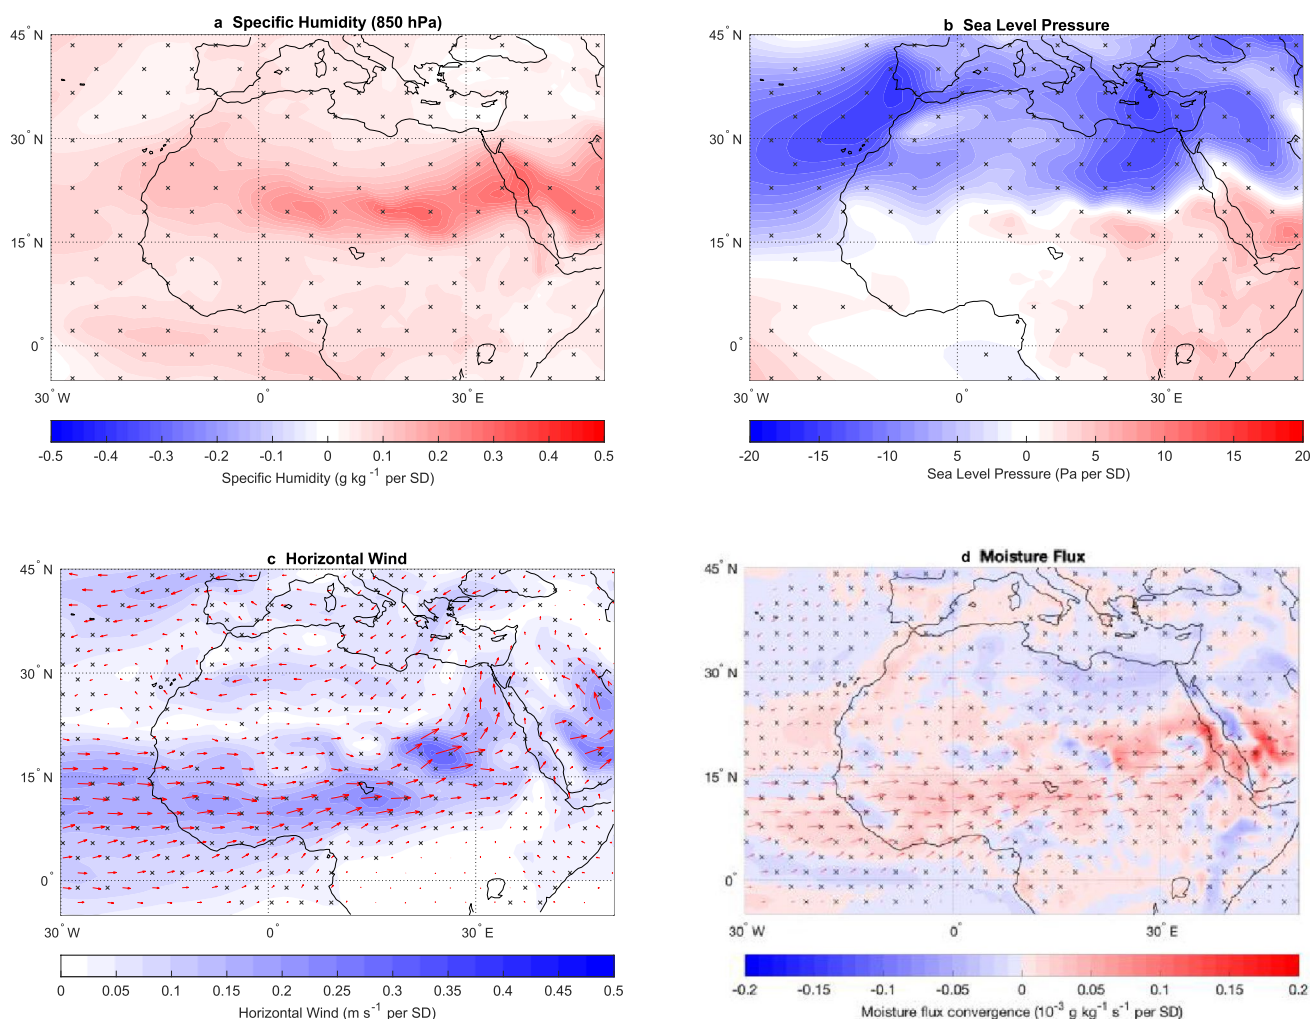 a Specific Humidity (850 hPa)
45° N
30° N
15° N
0°
30° W
0°
30° E
-0.5 -0.4 -0.3 -0.2 -0.1 0 0.1 0.2 0.3 0.4 0.5
Specific Humidity (g kg⁻¹ per SD)
b Sea Level Pressure
45° N
30° N
15° N
0°
30° W
0°
30° E
-20 -15 -10 5 0 5 10 15 20
Sea Level Pressure (Pa per SD)
c Horizontal Wind
45° N
30° N
15° N
0°
30° W
0°
30° E
0 0.05 0.1 0.15 0.2 0.25 0.3 0.35 0.4 0.45 0.5
Horizontal Wind (m s⁻¹ per SD)
d Moisture Flux
45° N
30° N
15° N
0°
30° W
0°
30° E
-0.2 -0.15 -0.1 -0.05 0 0.05 0.1 0.15 0.2
Moisture flux convergence (10⁻³ g kg⁻¹ s⁻¹ per SD)